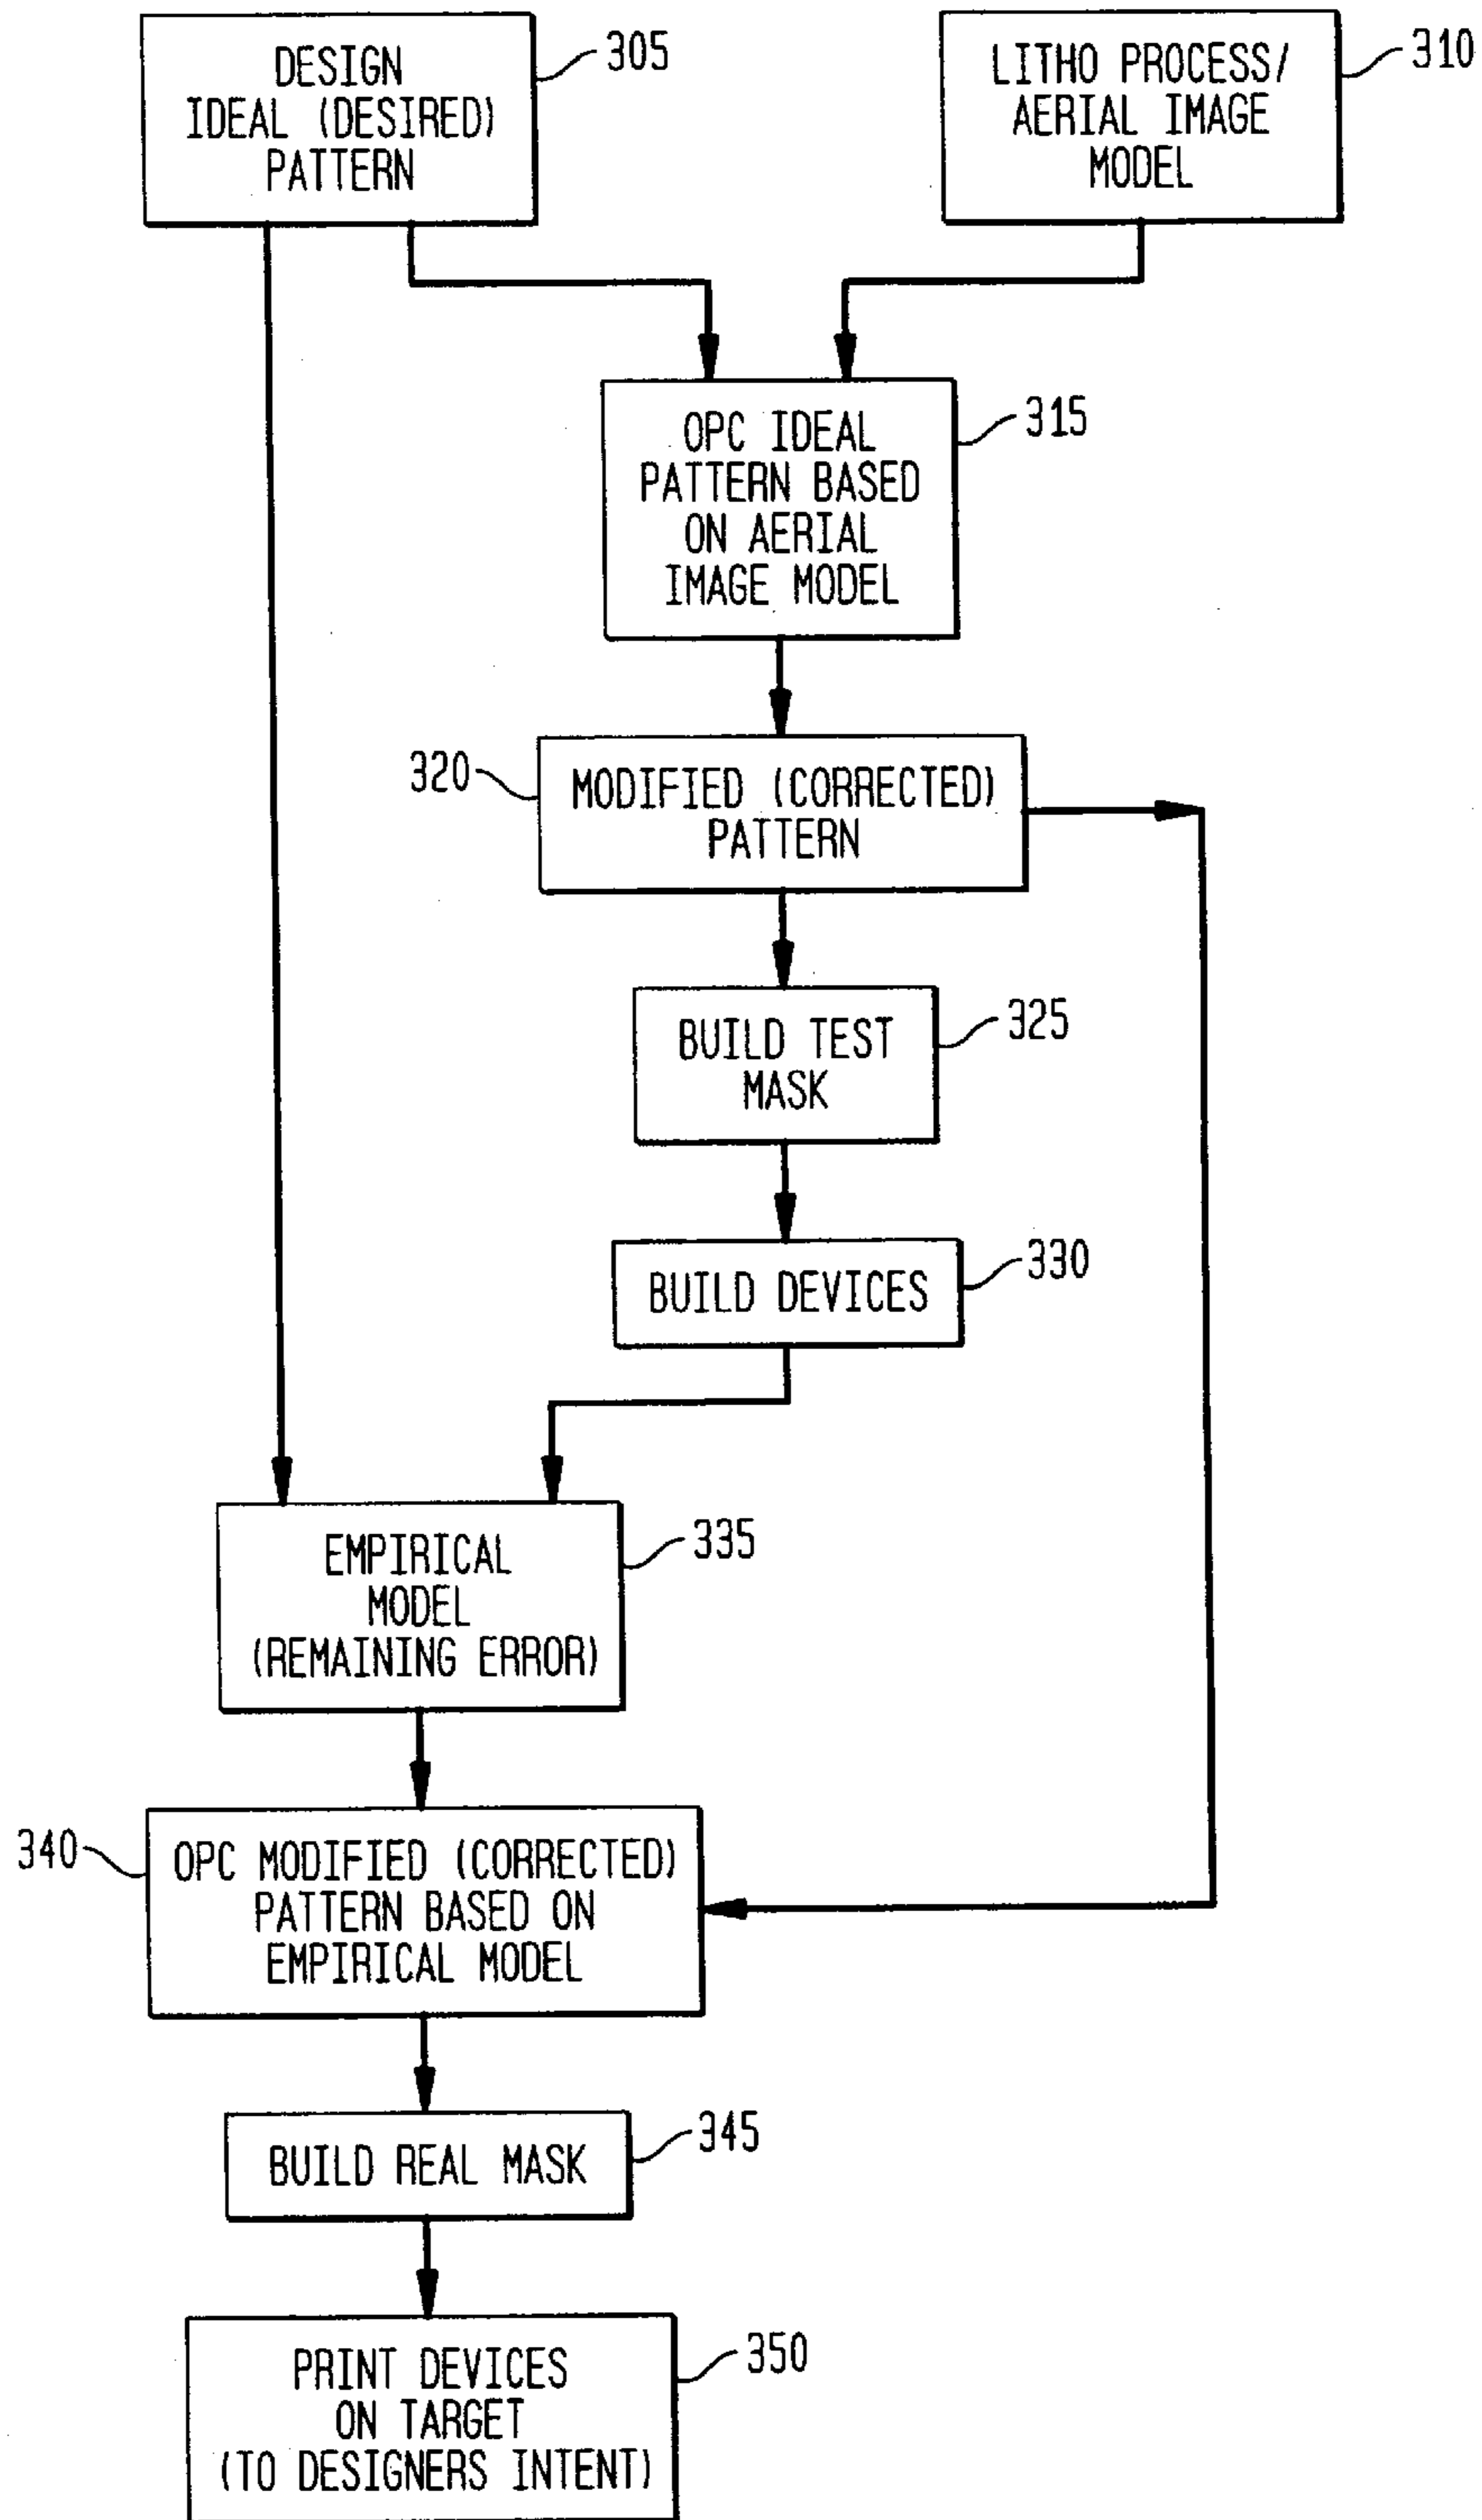 DESIGN
IDEAL (DESIRED)
PATTERN
305
LITHO PROCESS/
AERIAL IMAGE
MODEL
310
OPC IDEAL
PATTERN BASED
ON AERIAL
IMAGE MODEL
315
320
MODIFIED (CORRECTED)
PATTERN
BUILD TEST
MASK
325
BUILD DEVICES
330
EMPIRICAL
MODEL
(REMAINING ERROR)
335
340
OPC MODIFIED (CORRECTED)
PATTERN BASED ON
EMPIRICAL MODEL
BUILD REAL MASK
345
PRINT DEVICES
ON TARGET
(TO DESIGNERS INTENT)
350